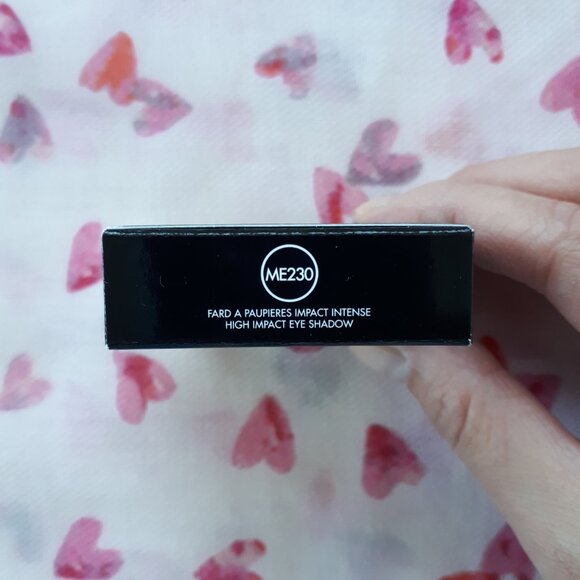 ME230
FARD A PAUPIERES IMPACT INTENSE
HIGH IMPACT EYE SHADOW